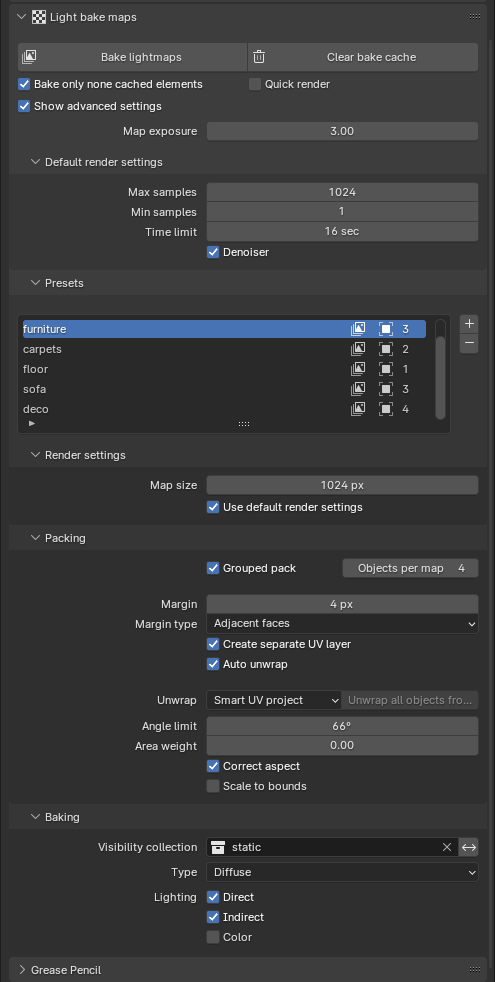 Light bake maps
Bake lightmaps Clear bake cache
Bake only none cached elements Quick render
Show advanced settings
Map exposure 3.00
Default render settings
Max samples 1024
Min samples 1
Time limit 16 sec
Denoiser
Presets
furniture 3
carpets 2
floor 1
sofa 3
deco 4
Render settings
Map size 1024 px
Use default render settings
Packing
Grouped pack Objects per map 4
Margin 4 px
Margin type Adjacent faces
Create separate UV layer
Auto unwrap
Unwrap Smart UV project Unwrap all objects fro...
Angle limit 66°
Area weight 0.00
Correct aspect
Scale to bounds
Baking
Visibility collection static
Type Diffuse
Lighting Direct
Indirect
Color
Grease Pencil